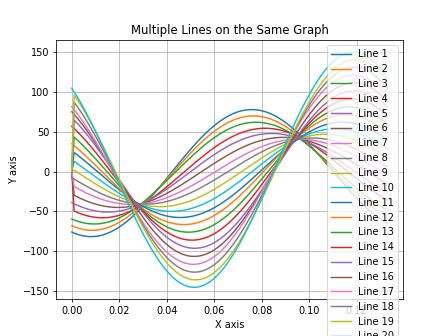 Multiple Lines on the Same Graph
150
100
50
0
−50
−100
−150
Y axis
0.00
0.02
0.04
0.06
0.08
0.10
X axis
Line 1
Line 2
Line 3
Line 4
Line 5
Line 6
Line 7
Line 8
Line 9
Line 10
Line 11
Line 12
Line 13
Line 14
Line 15
Line 16
Line 17
Line 18
Line 19
Line 20